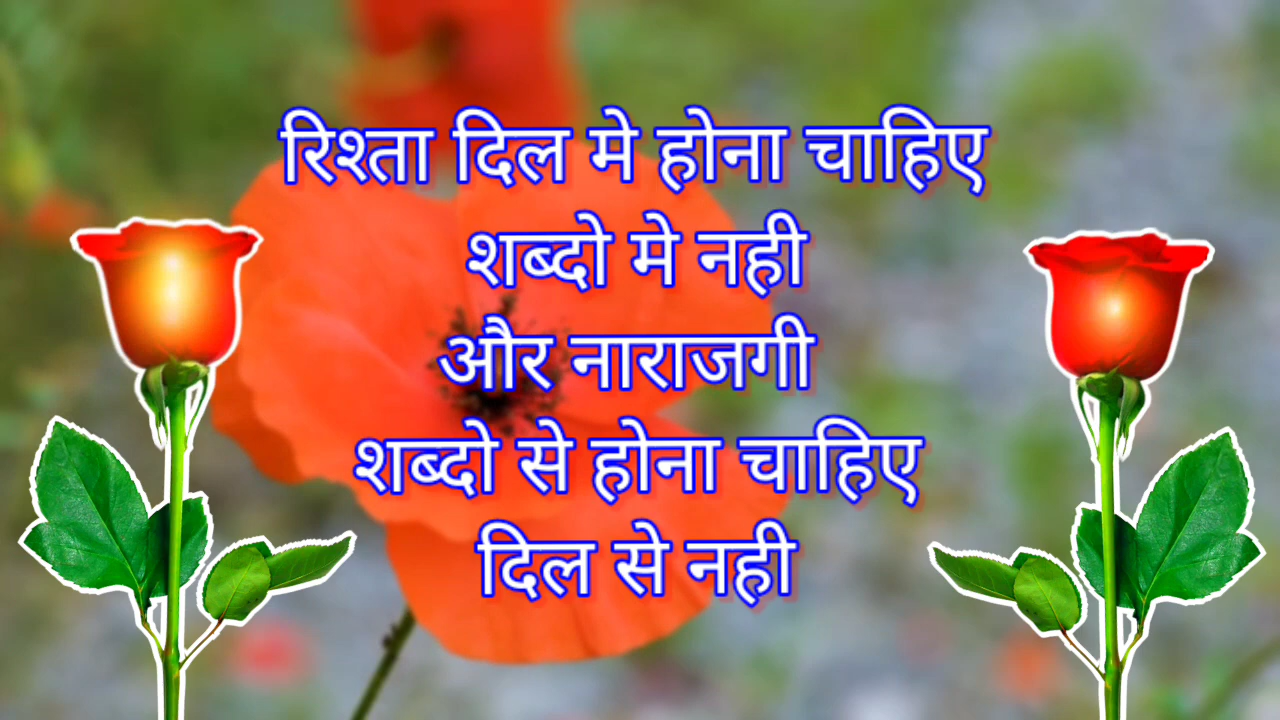 रिश्ता दिल मे होना चाहिए
शब्दो मे नही
और नाराजगी
शब्दो से होना चाहिए
दिल से नही